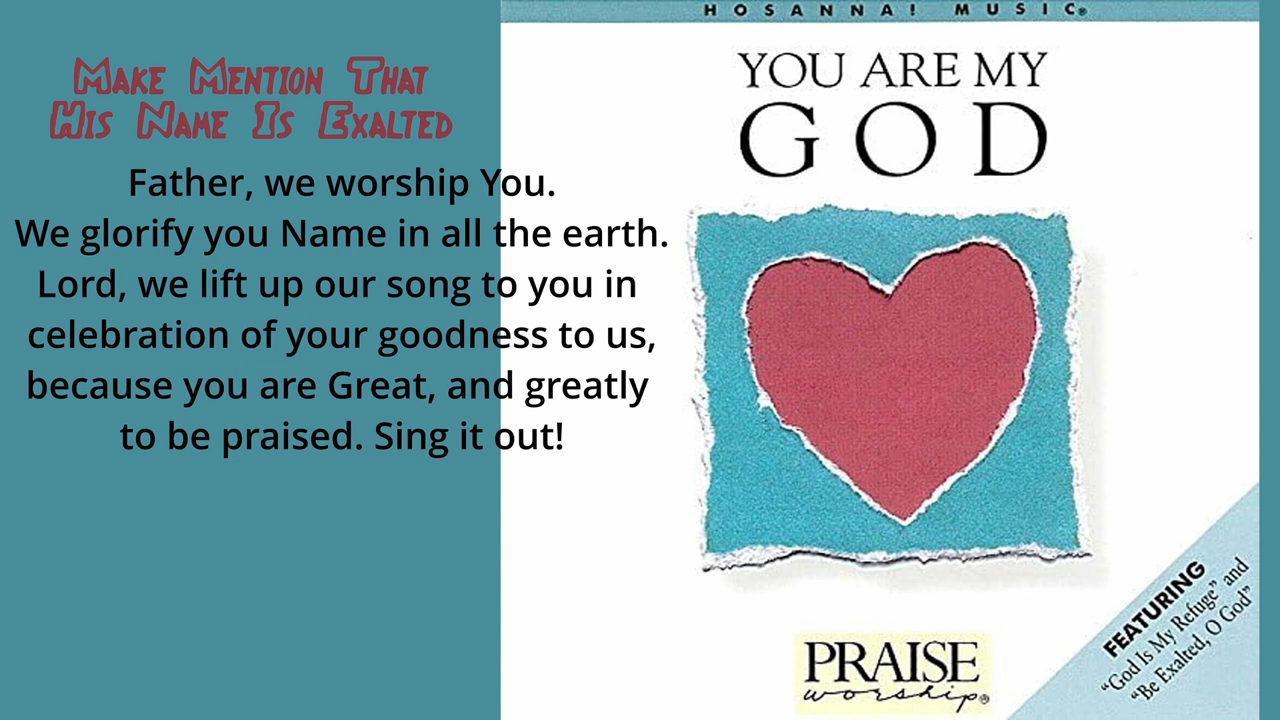 HOSANNA! MUSIC®
Make Mention That
His Name Is Exalted
Father, we worship You.
We glorify you Name in all the earth.
Lord, we lift up our song to you in
celebration of your goodness to us,
because you are Great, and greatly
to be praised. Sing it out!
YOU ARE MY
GOD
FEATURING
“God Is My Refuge” and
“Be Exalted, O God”
PRAISE
worship®